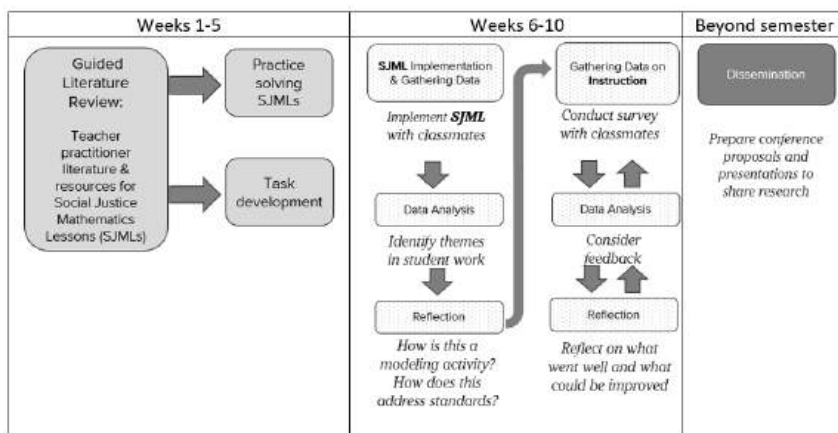 Weeks 1-5
Guided
Literature
Review:
Teacher
practitioner
literature &
resources for
Social Justice
Mathematics
Lessons (SJMLs)
Practice
solving
SJMLs
Task
development
Weeks 6-10
SJML Implementation
& Gathering Data
Implement SJML
with classmates
Data Analysis
Identify themes
in student work
Reflection
How is this a
modeling activity?
How does this
address standards?
Gathering Data on
Instruction
Conduct survey
with classmates
Data Analysis
Consider
feedback
Reflection
Reflect on what
went well and what
could be improved
Beyond semester
Dissemination
Prepare conference
proposals and
presentations to
share research